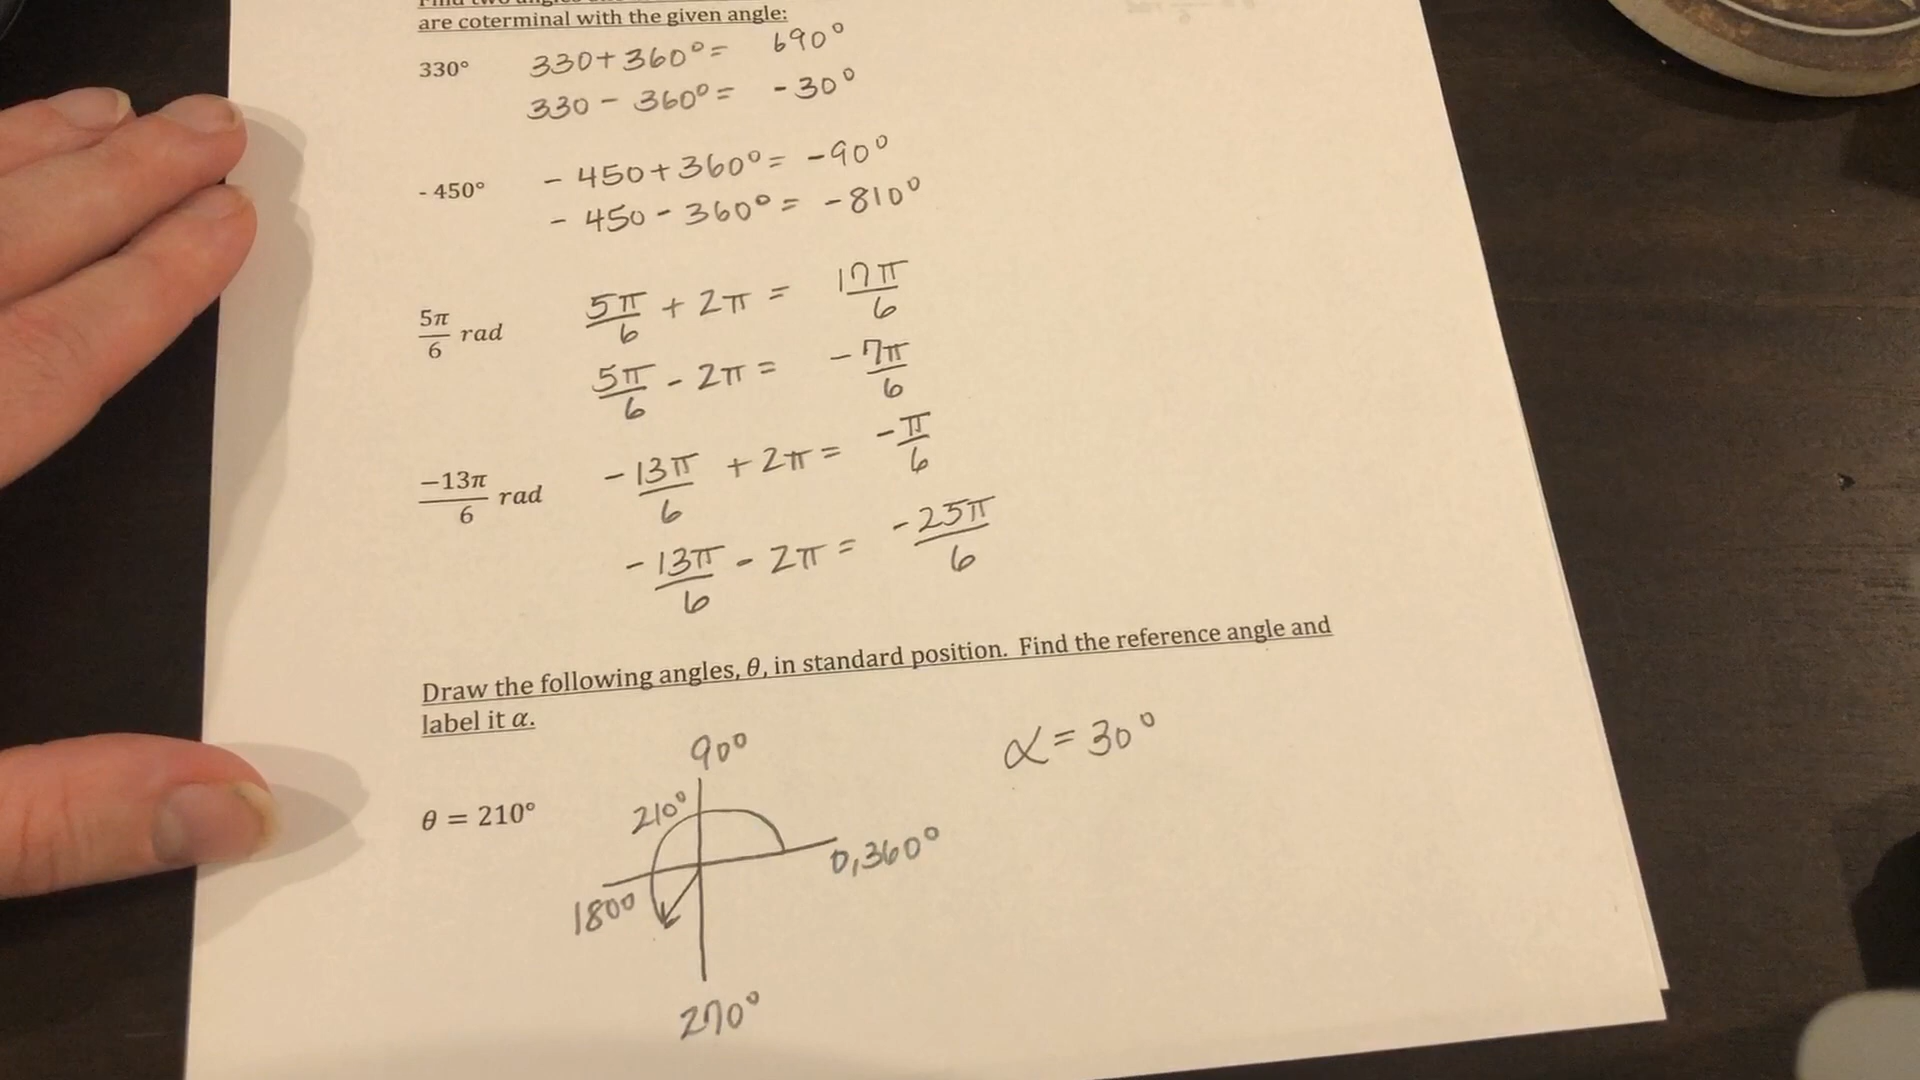 Find two angles
are coterminal with the given angle:
330° 330+360°= 690°
330 - 360°= -30°
- 450° - 450+360°= -90°
- 450 - 360°= -810°
5π/6 rad 5π/6 + 2π = 17π/6
5π/6 - 2π = -7π/6
-13π/6 rad -13π/6 + 2π = -π/6
-13π/6 - 2π = -25π/6
Draw the following angles, θ, in standard position. Find the reference angle and
label it α.
θ = 210°
90°
α = 30°
210°
0,360°
180°
270°